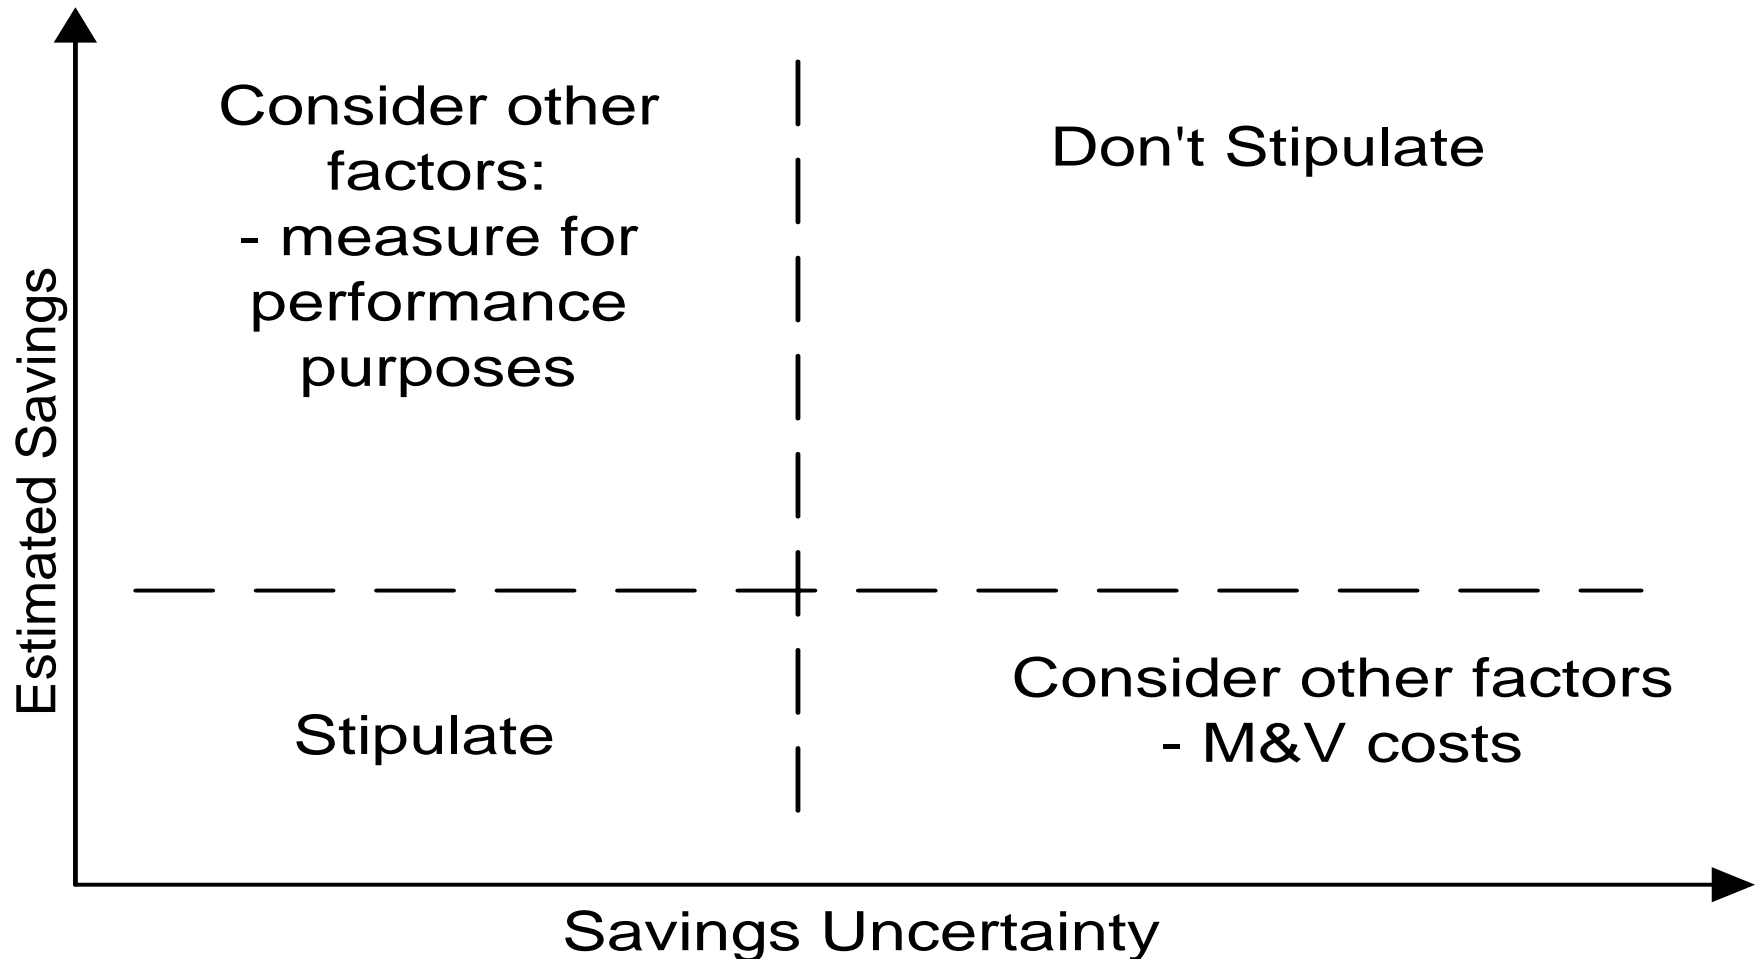 Consider other
factors:
- measure for
performance
purposes
Don't Stipulate
Estimated Savings
Stipulate
Consider other factors
- M&V costs
Savings Uncertainty